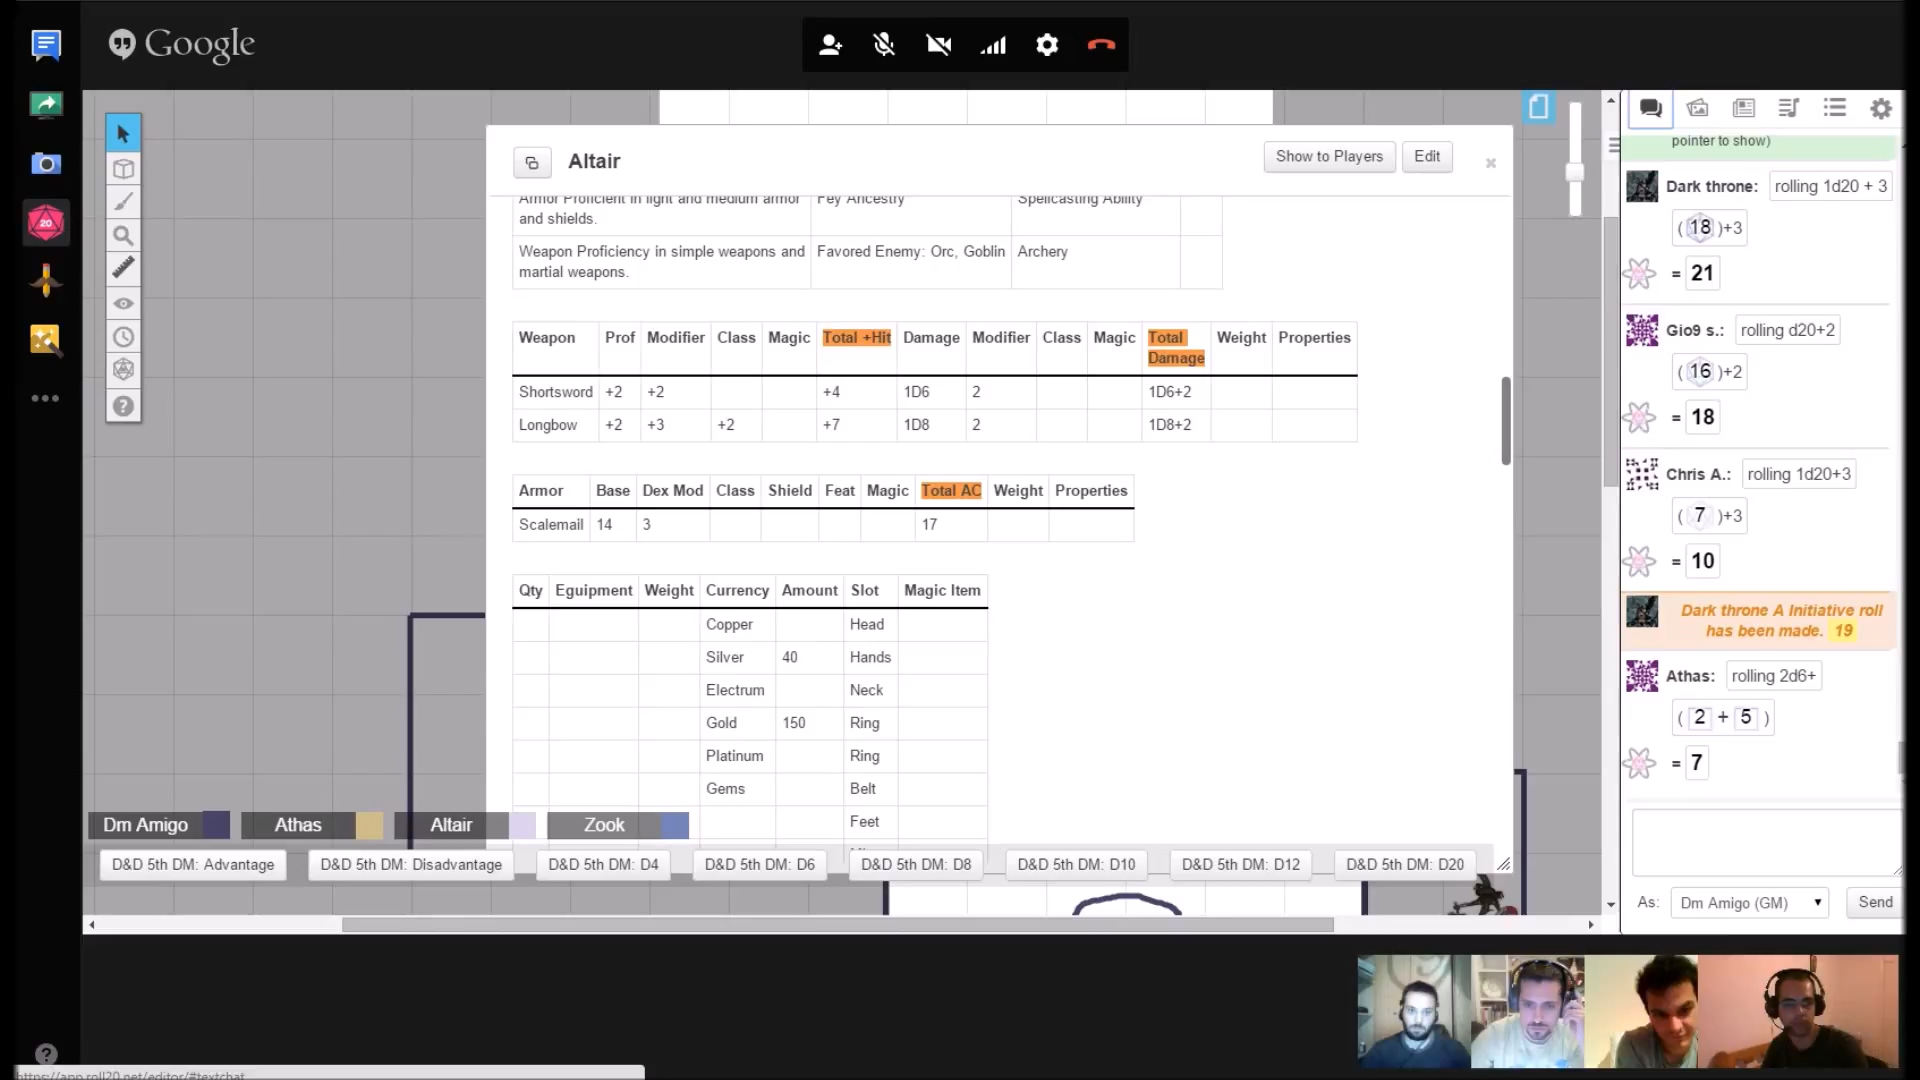 Google
Altair
Show to Players
Edit
Armor Proficient in light and medium armor and shields.
Fey Ancestry
Spellcasting Ability
Weapon Proficiency in simple weapons and martial weapons.
Favored Enemy: Orc, Goblin
Archery
Weapon Prof Modifier Class Magic Total +Hit Damage Modifier Class Magic Total Damage Weight Properties
Shortsword +2 +2 +4 1D6 2 1D6+2
Longbow +2 +3 +2 +7 1D8 2 1D8+2
Armor Base Dex Mod Class Shield Feat Magic Total AC Weight Properties
Scalemail 14 3 17
Qty Equipment Weight Currency Amount Slot Magic Item
Copper Head
Silver 40 Hands
Electrum Neck
Gold 150 Ring
Platinum Ring
Gems Belt
Feet
Dm Amigo
Athas
Altair
Zook
D&D 5th DM: Advantage
D&D 5th DM: Disadvantage
D&D 5th DM: D4
D&D 5th DM: D6
D&D 5th DM: D8
D&D 5th DM: D10
D&D 5th DM: D12
D&D 5th DM: D20
pointer to show)
Dark throne: rolling 1d20 + 3
(18)+3
= 21
Gio9 s.: rolling d20+2
(16)+2
= 18
Chris A.: rolling 1d20+3
(7)+3
= 10
Dark throne A Initiative roll
has been made. 19
Athas: rolling 2d6+
(2 + 5)
= 7
As: Dm Amigo (GM) Send
20
https://app.roll20.net/editor/#textchat